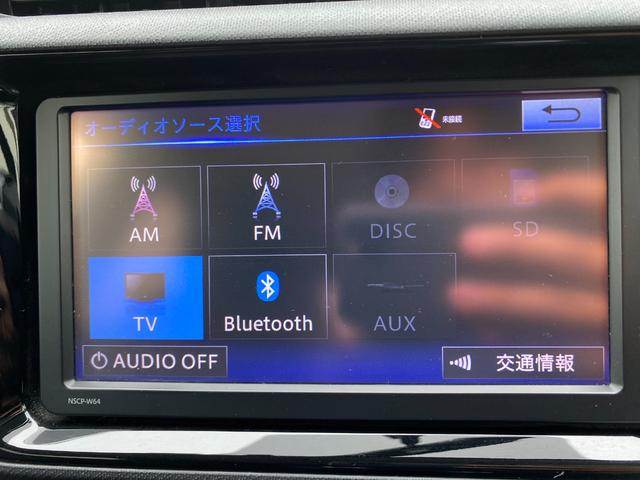 オーディオソース選択
未接続
AM
FM
DISC
SD
TV
Bluetooth
AUX
AUDIO OFF
交通情報
NSCP-W64